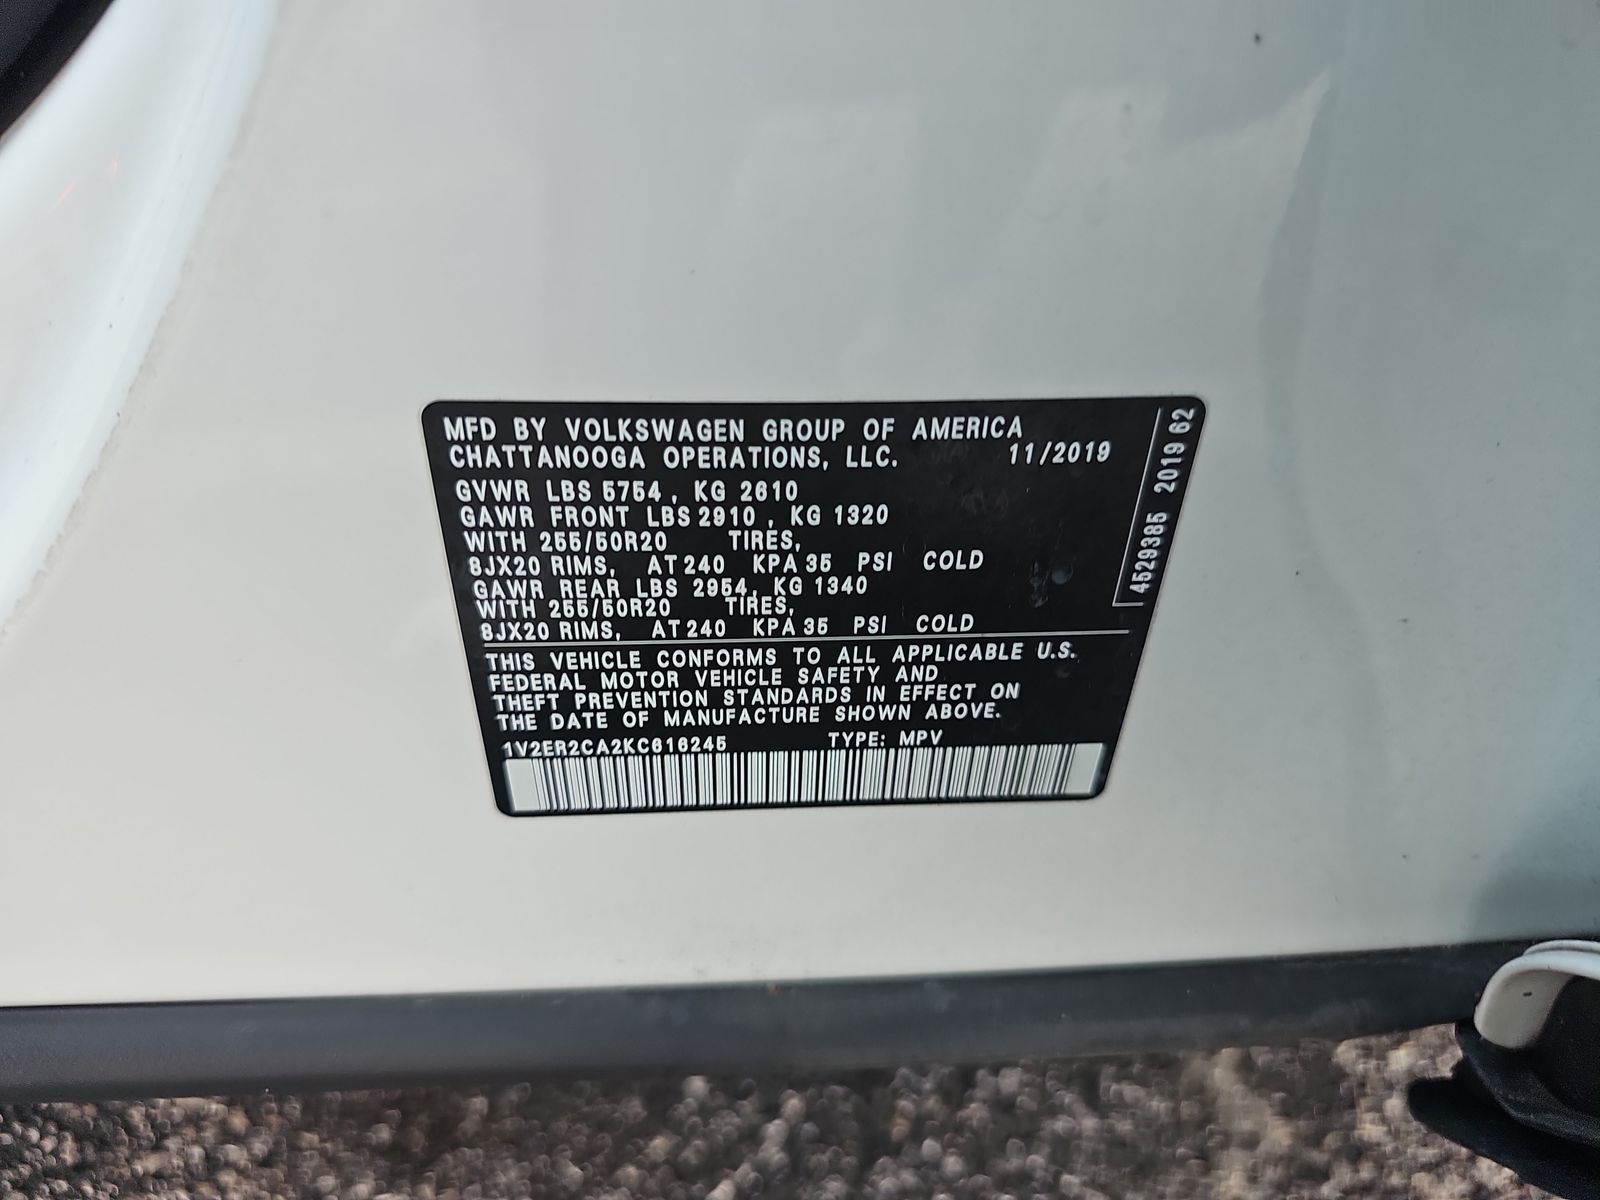 MFD BY VOLKSWAGEN GROUP OF AMERICA
CHATTANOOGA OPERATIONS, LLC. 11/2019
GVWR LBS 5754, KG 2610
GAWR FRONT LBS 2910, KG 1320
WITH 255/50R20 TIRES,
8JX20 RIMS, AT 240 KPA 35 PSI COLD
GAWR REAR LBS 2954, KG 1340
WITH 255/50R20 TIRES,
8JX20 RIMS, AT 240 KPA 35 PSI COLD
THIS VEHICLE CONFORMS TO ALL APPLICABLE U.S.
FEDERAL MOTOR VEHICLE SAFETY AND
THEFT PREVENTION STANDARDS IN EFFECT ON
THE DATE OF MANUFACTURE SHOWN ABOVE.
1V2ER2CA2KC616245 TYPE: MPV
4529385 2019 62